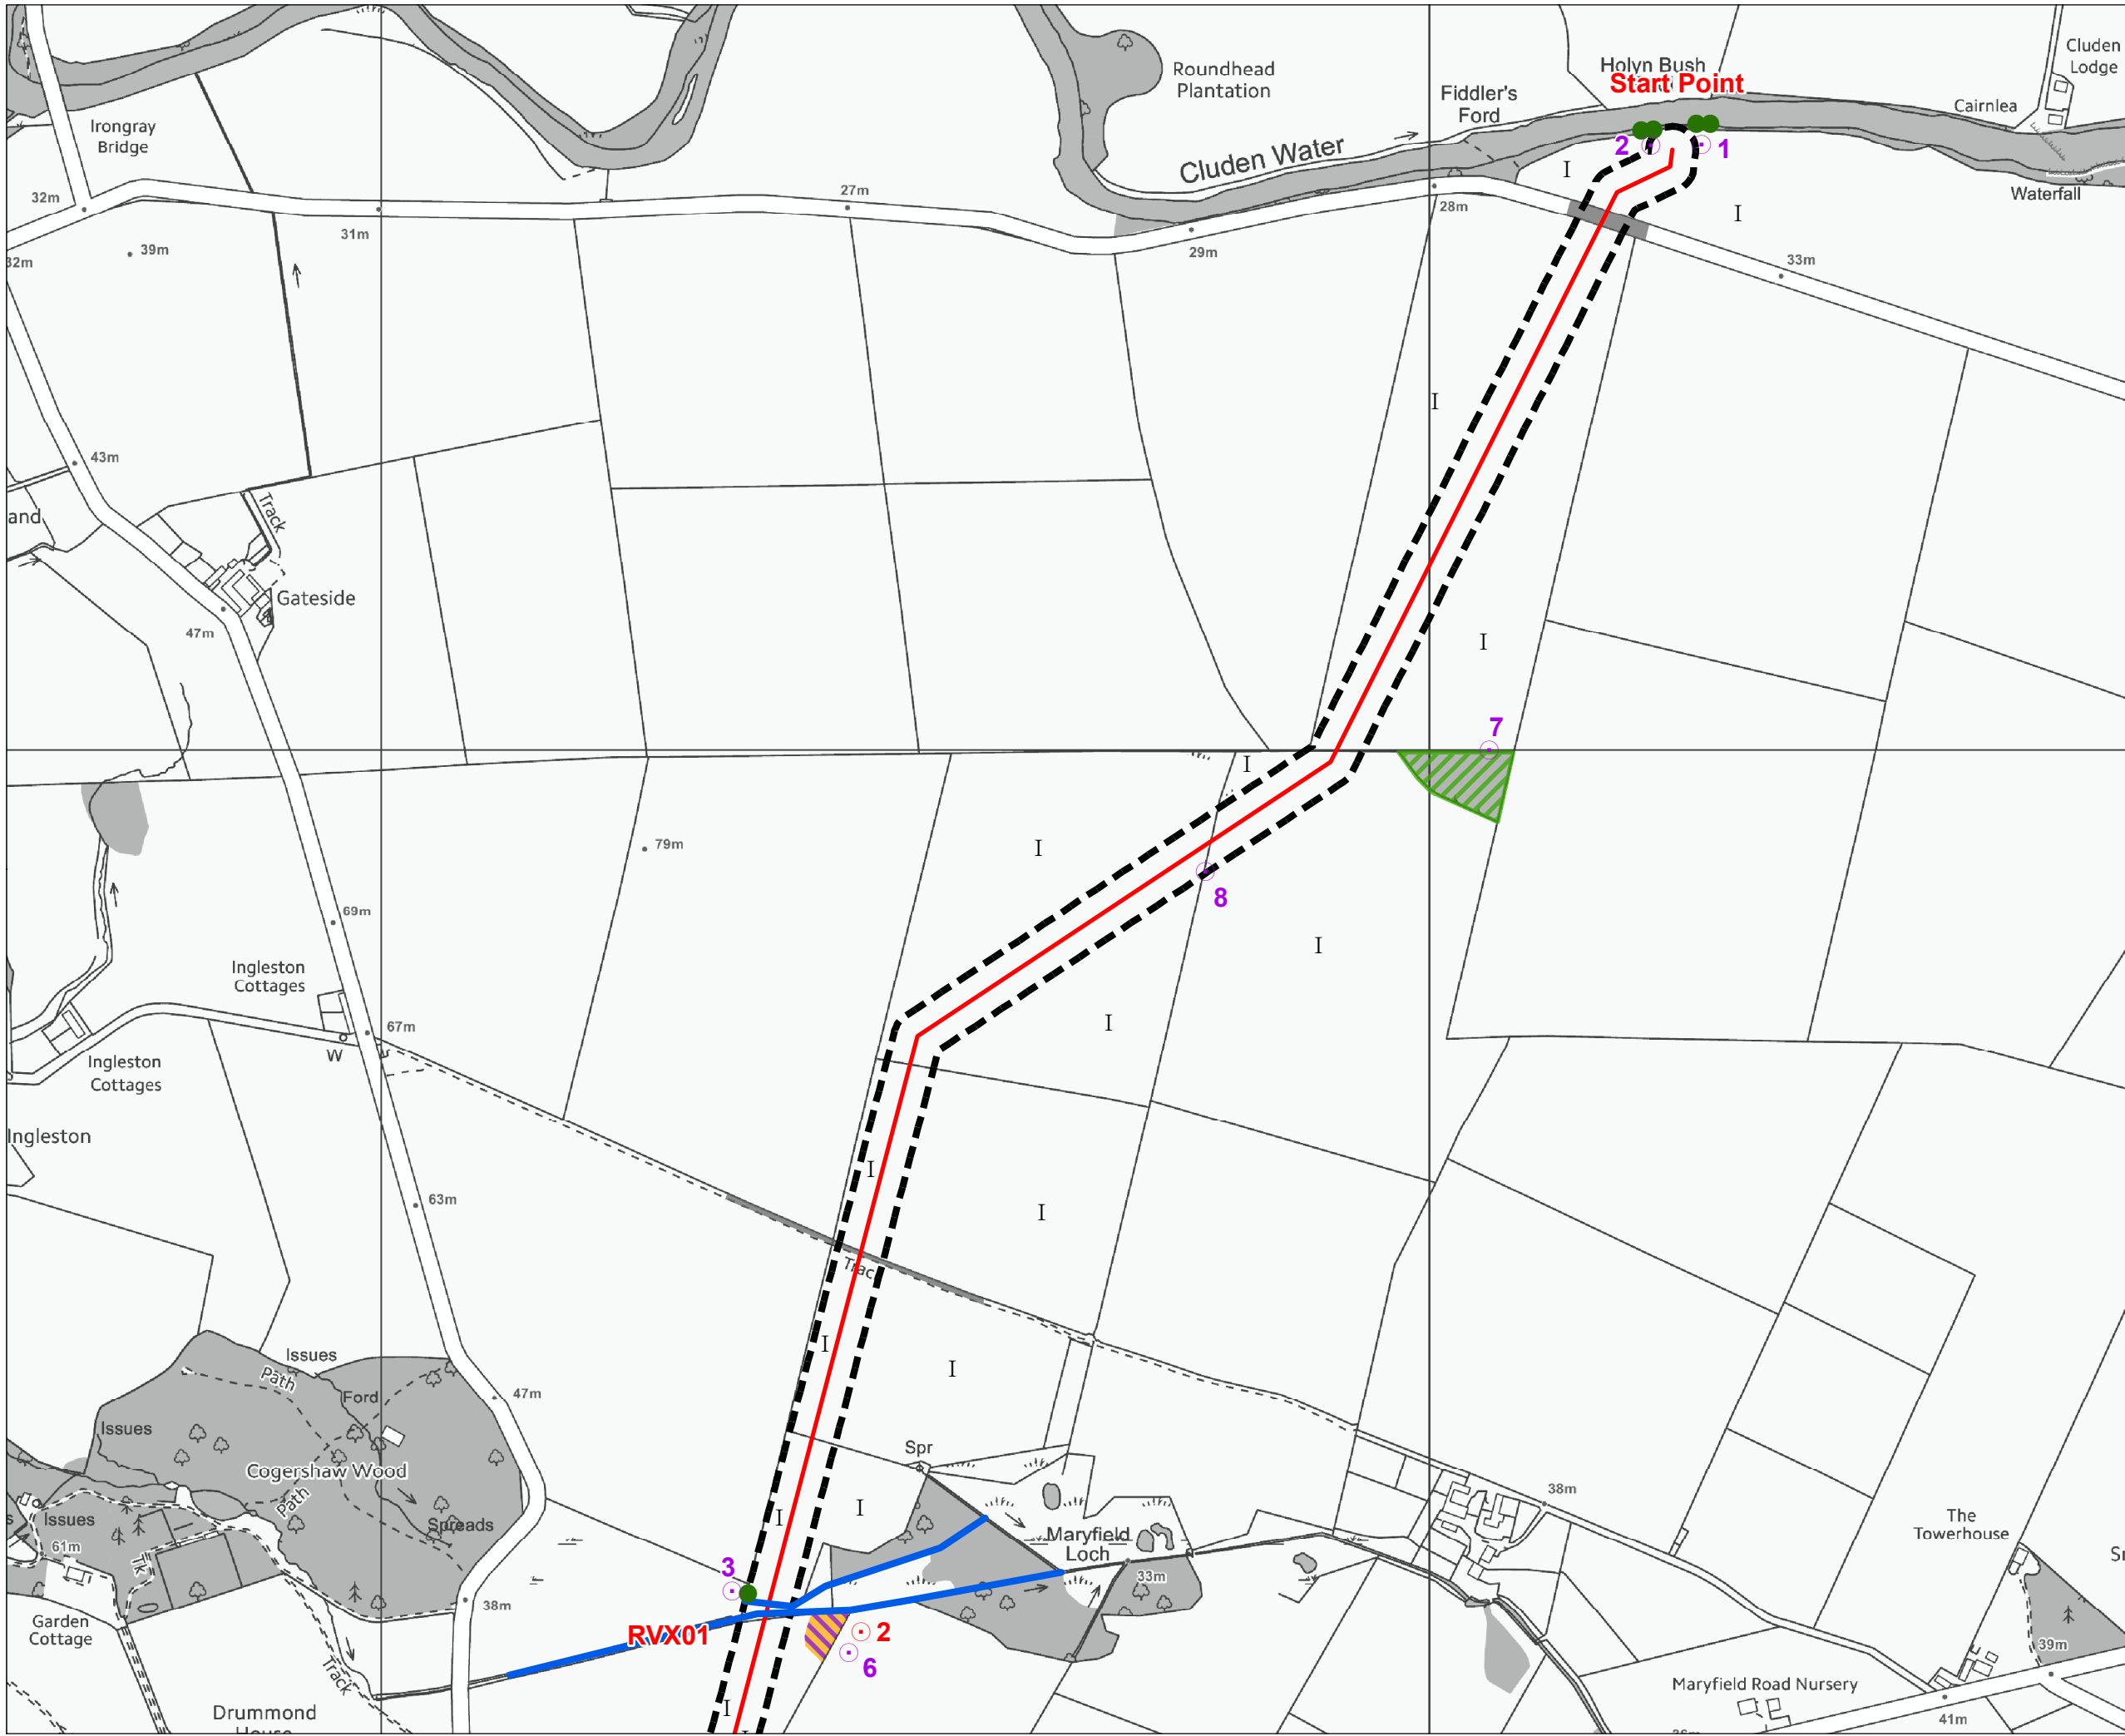 Holyn Bush
Start Point
Cluden
Lodge
Roundhead
Plantation
Fiddler's
Ford
Cairnlea
Irongray
Bridge
Cluden Water
2
1
I
Waterfall
32m
27m
28m
I
31m
39m
29m
32m
33m
I
43m
and
Track
Gateside
47m
I
7
I
79m
I
8
69m
I
Ingleston
Cottages
I
67m
W
Ingleston
Cottages
Ingleston
I
63m
I
Trac
I
Issues
Path
I
Ford
47m
Issues
Spr
Cogershaw Wood
38m
Path
I
I
Issues
Spreads
The
Towerhouse
Maryfield
Loch
61m
Tk
3
33m
38m
Garden
Cottage
RVX01
2
39m
6
Track
Maryfield Road Nursery
I
Drummond
House
41m